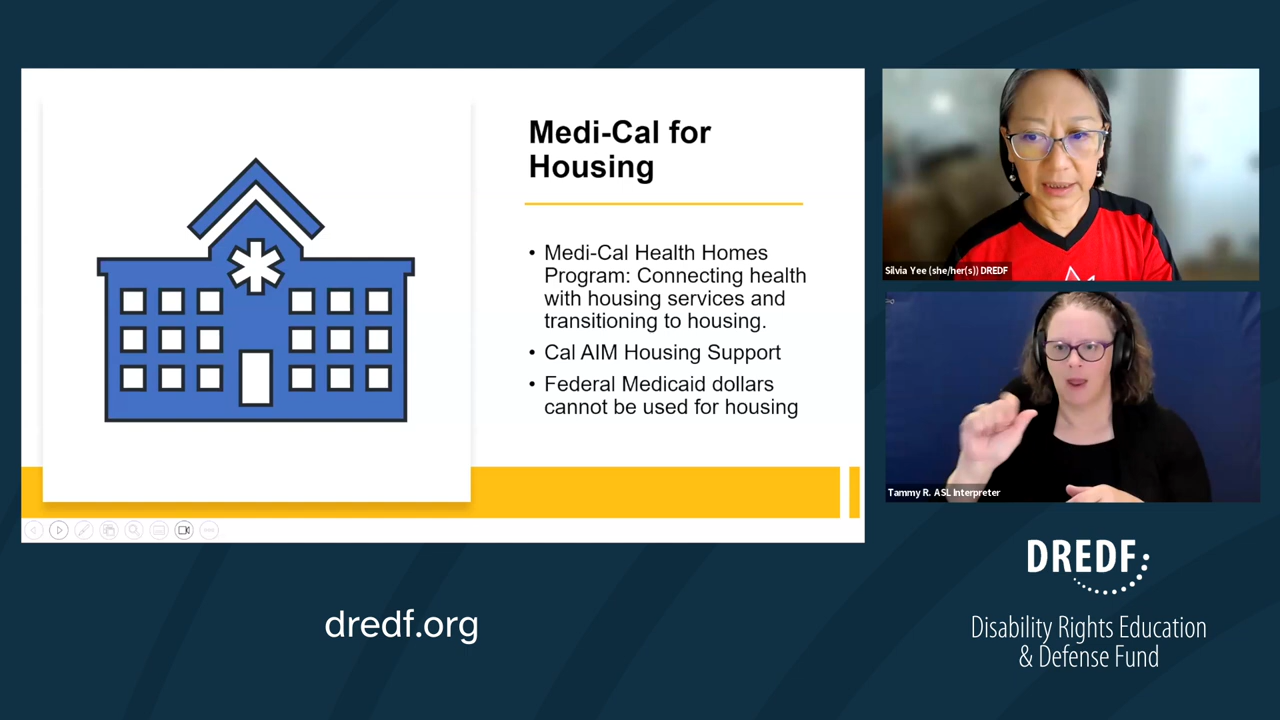 Medi-Cal for
Housing
• Medi-Cal Health Homes
Program: Connecting health
with housing services and
transitioning to housing.
• Cal AIM Housing Support
• Federal Medicaid dollars
cannot be used for housing
Silvia Yee (she/her(s)) DREDF
Tammy R. ASL Interpreter
dredf.org
DREDF
Disability Rights Education
& Defense Fund